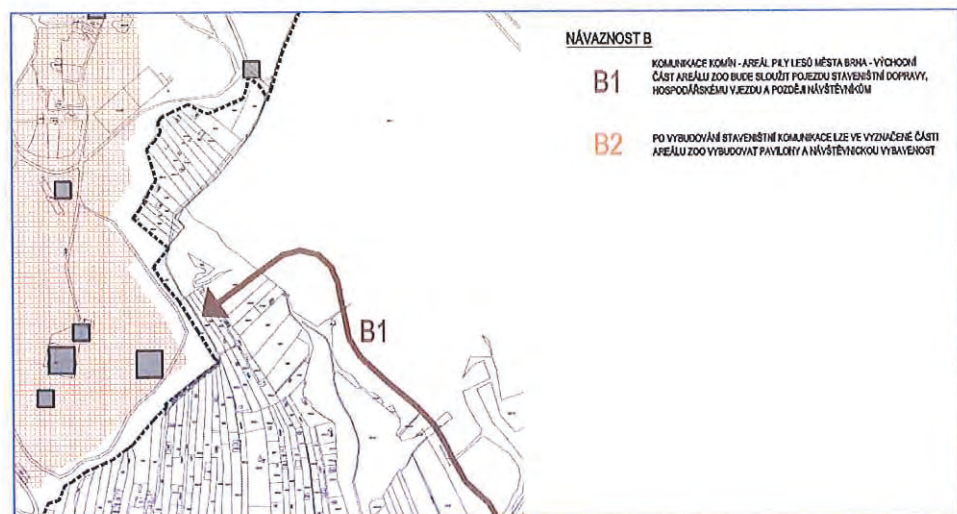 NÁVAZNOST B
B1
KOMUNIKACE KOMÍN - AREÁL PILY LESŮ MĚSTA BRNA - VÝCHODNÍ
ČÁST AREÁLU ZOO BUDE SLOUŽIT POJEZDU STAVENIŠTNÍ DOPRAVY,
HOSPODÁŘSKÉMU VJEZDU A POZDĚJI NÁVŠTĚVNÍKŮM
B2
PO VYBUDOVÁNÍ STAVENIŠTNÍ KOMUNIKACE LZE VE VYZNAČENÉ ČÁSTI
AREÁLU ZOO VYBUDOVAT PAVILONY A NÁVŠTĚVNICKOU VYBAVENOST
B1